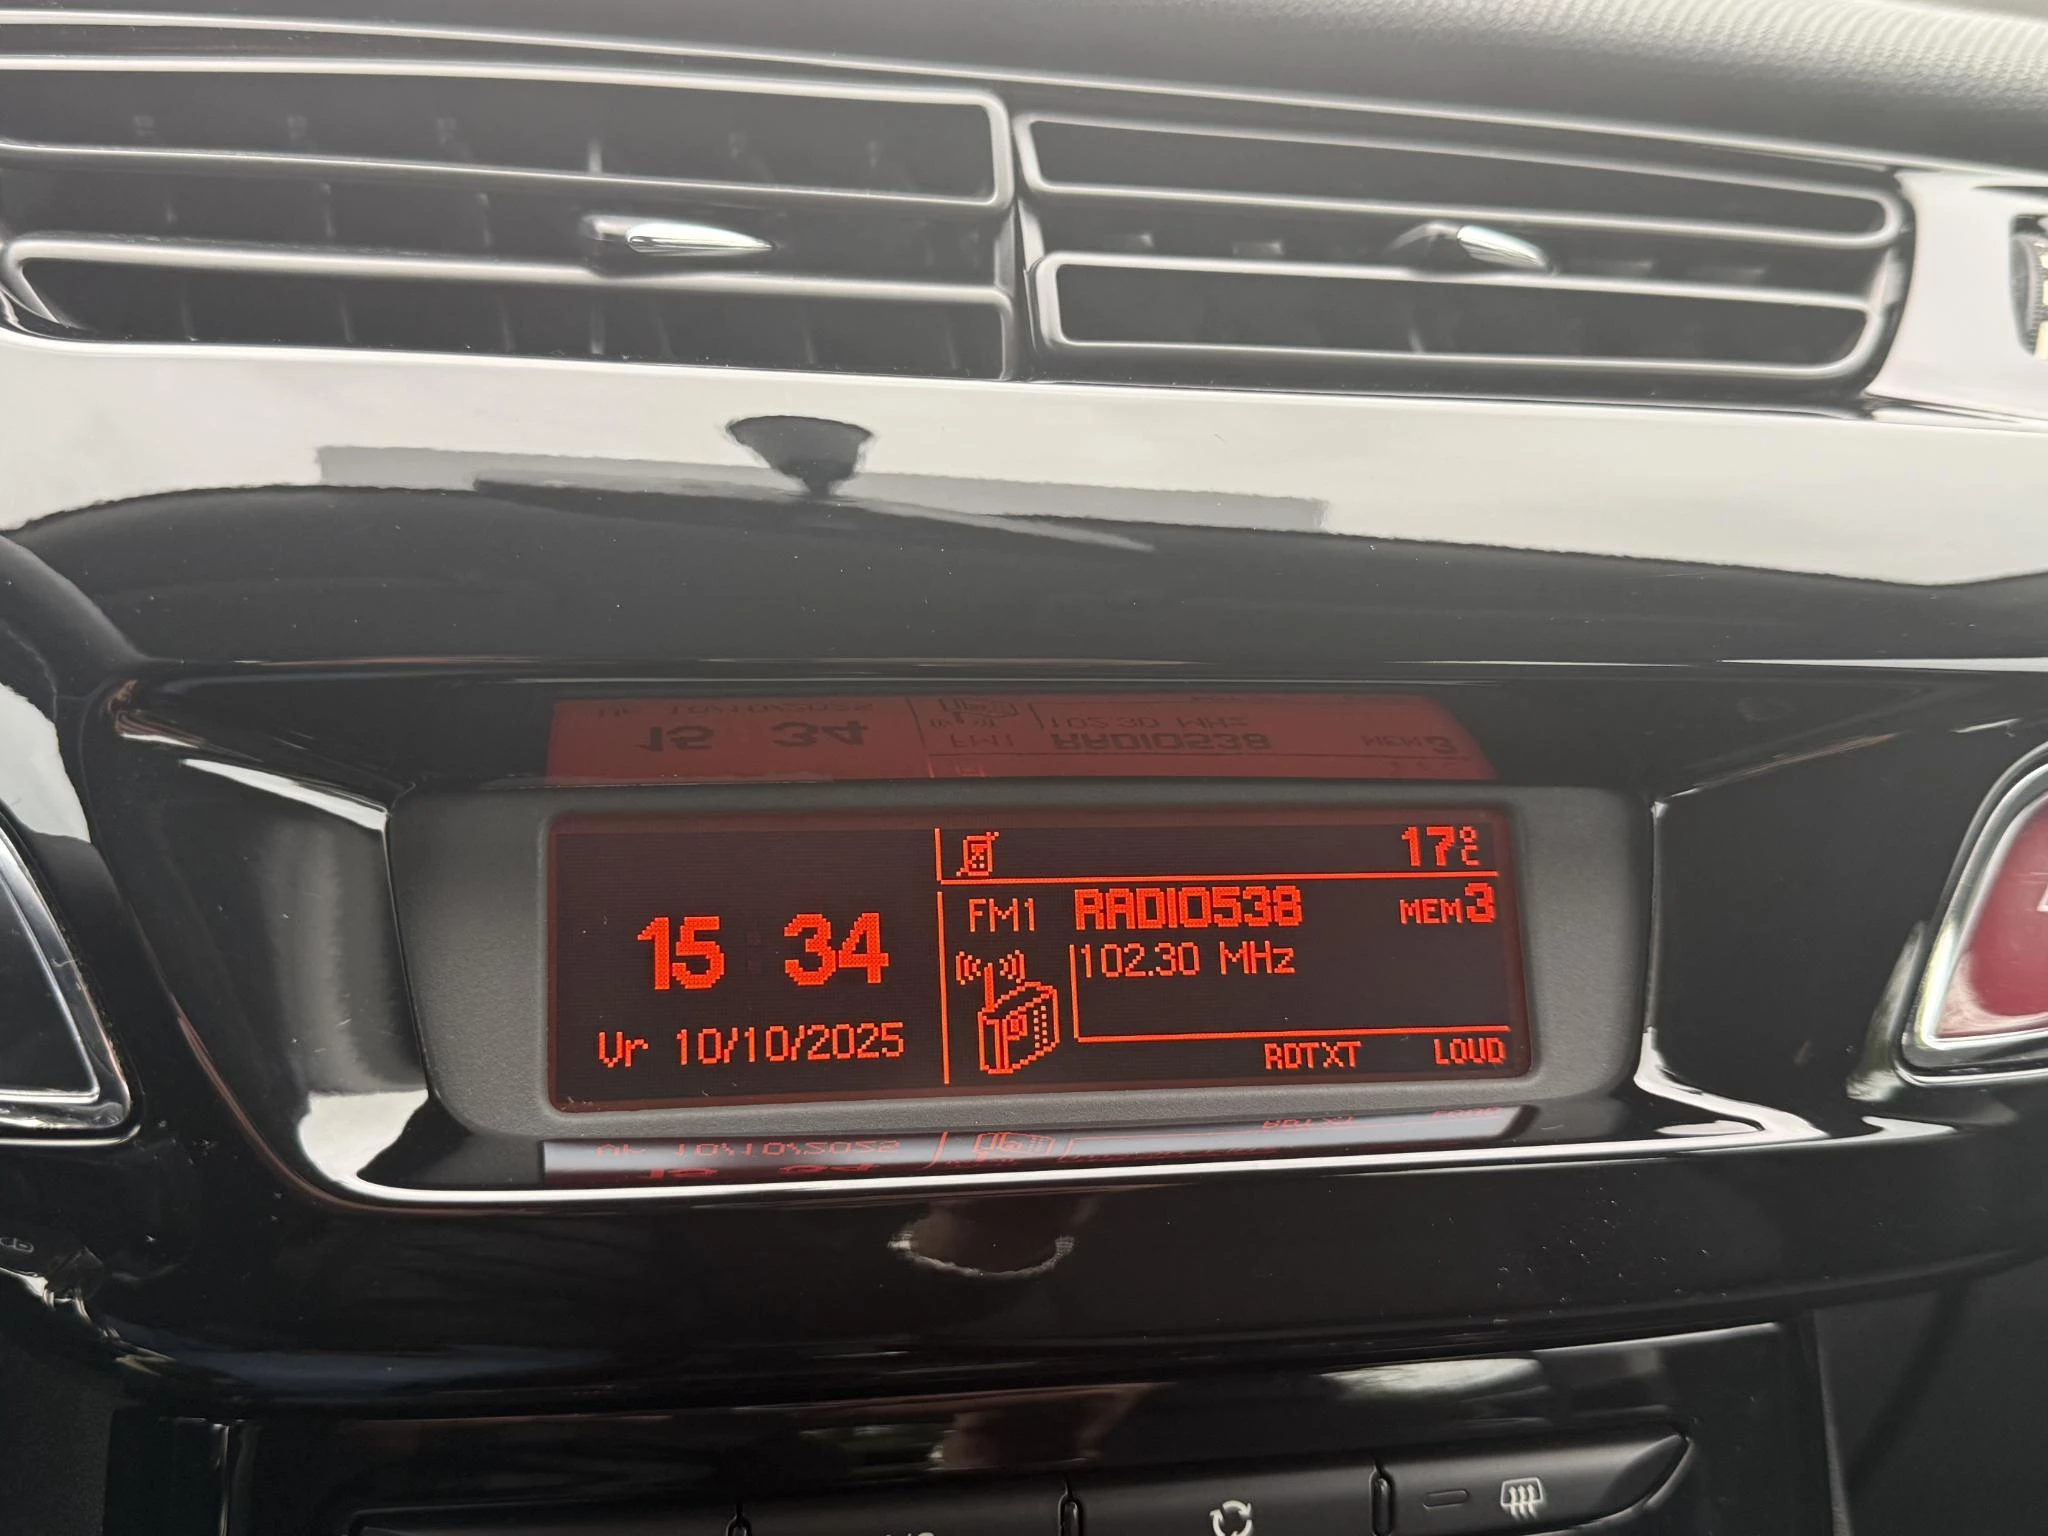 17°C
FM1 RADIO538 MEM3
15:34
102.30 MHz
Vr 10/10/2025
RDTXT LOUD